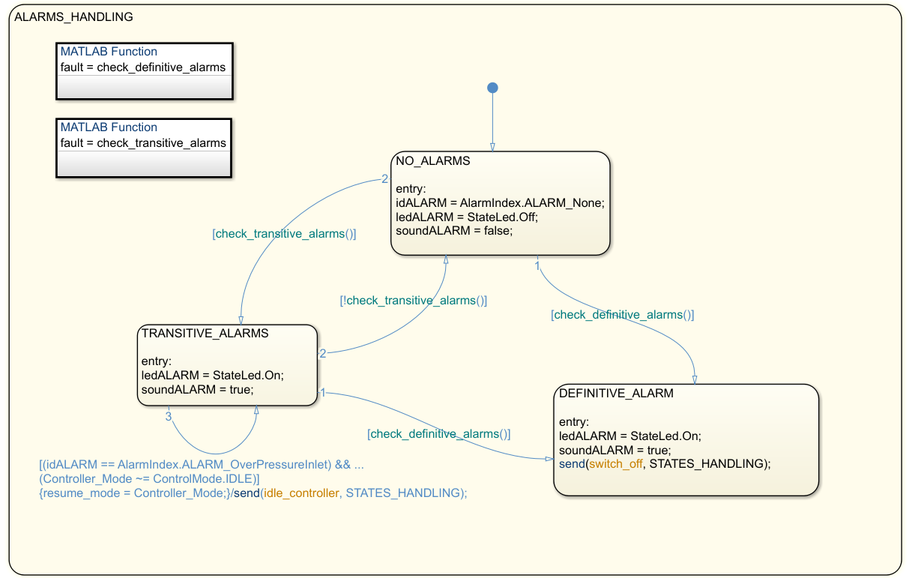 ALARMS_HANDLING
MATLAB Function
fault = check_definitive_alarms
MATLAB Function
fault = check_transitive_alarms
NO_ALARMS
entry:
idALARM = AlarmIndex.ALARM_None;
ledALARM = StateLed.Off;
soundALARM = false;
2
[check_transitive_alarms()]
[!check_transitive_alarms()]
1
[check_definitive_alarms()]
TRANSITIVE_ALARMS
entry:
ledALARM = StateLed.On;
soundALARM = true;
2
1
3
[check_definitive_alarms()]
DEFINITIVE_ALARM
entry:
ledALARM = StateLed.On;
soundALARM = true;
send(switch_off, STATES_HANDLING);
[(idALARM == AlarmIndex.ALARM_OverPressureInlet) && ...
(Controller_Mode ~= ControlMode.IDLE)]
{resume_mode = Controller_Mode;}/send(idle_controller, STATES_HANDLING);